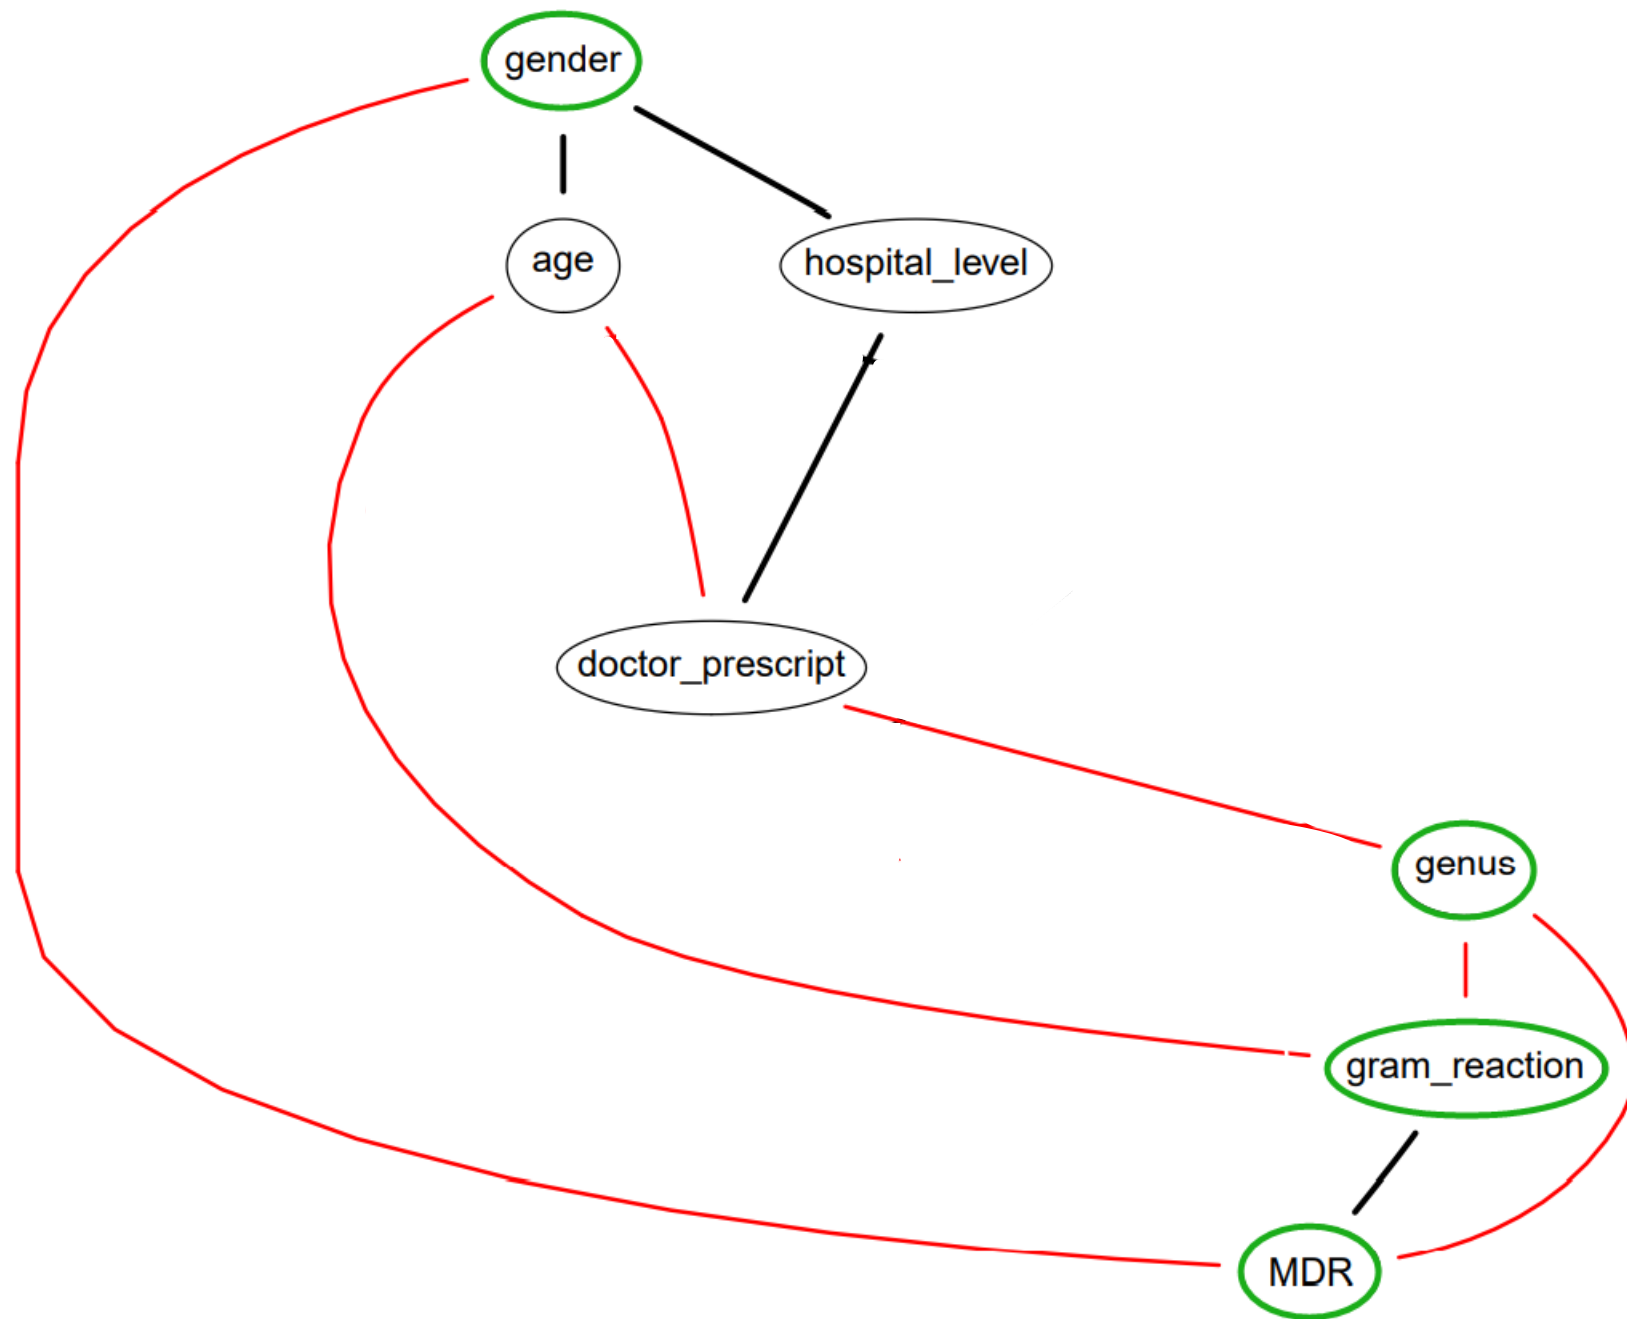 gender
age
hospital_level
doctor_prescript
genus
gram_reaction
MDR